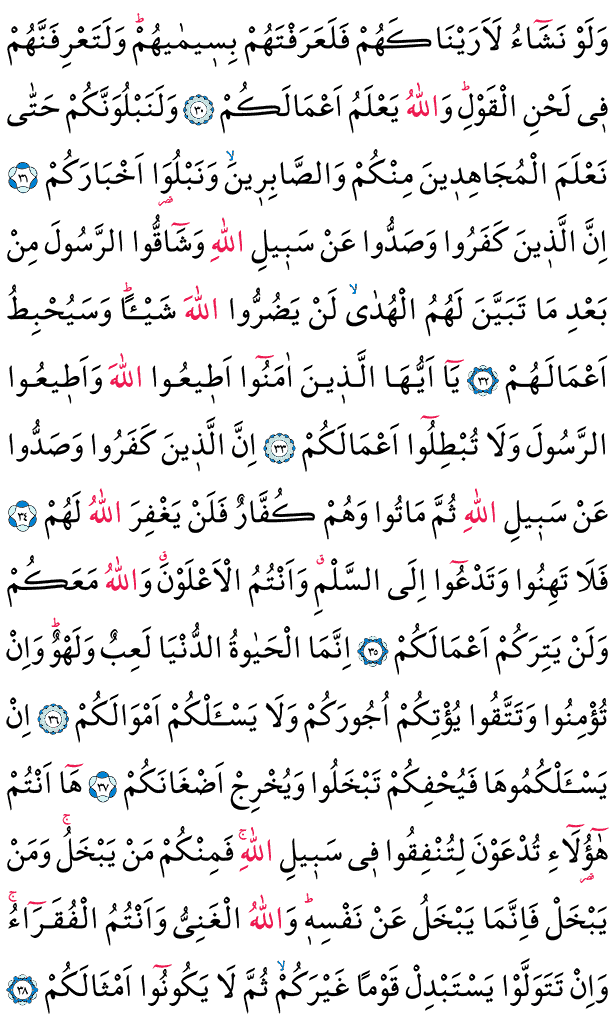 وَلَوْ نَشَٓاءُ لَاَرَيْنَاكَهُمْ فَلَعَرَفْتَهُمْ بِسٖيمٰيهُمْؕ وَلَتَعْرِفَنَّهُمْ
فٖى لَحْنِ الْقَوْلِؕ وَاللّٰهُ يَعْلَمُ اَعْمَالَكُمْ ﴿٣٠﴾ وَلَنَبْلُوَنَّكُمْ حَتّٰى
نَعْلَمَ الْمُجَاهِدٖينَ مِنْكُمْ وَالصَّابِرٖينَۙ وَنَبْلُوَ۬ا اَخْبَارَكُمْ ﴿٣١﴾
اِنَّ الَّذٖينَ كَفَرُوا وَصَدُّوا عَنْ سَبٖيلِ اللّٰهِ وَشَٓاقُّوا الرَّسُولَ مِنْ
بَعْدِ مَا تَبَيَّنَ لَهُمُ الْهُدٰىۙ لَنْ يَضُرُّوا اللّٰهَ شَيْـٔاًؕ وَسَيُحْبِطُ
اَعْمَالَهُمْ ﴿٣٢﴾ يَٓا اَيُّهَا الَّذٖينَ اٰمَنُٓوا اَطٖيعُوا اللّٰهَ وَاَطٖيعُوا
الرَّسُولَ وَلَا تُبْطِلُٓوا اَعْمَالَكُمْ ﴿٣٣﴾ اِنَّ الَّذٖينَ كَفَرُوا وَصَدُّوا
عَنْ سَبٖيلِ اللّٰهِ ثُمَّ مَاتُوا وَهُمْ كُفَّارٌ فَلَنْ يَغْفِرَ اللّٰهُ لَهُمْ ﴿٣٤﴾
فَلَا تَهِنُوا وَتَدْعُٓوا اِلَى السَّلْمِۗ وَاَنْتُمُ الْاَعْلَوْنَۗ وَاللّٰهُ مَعَكُمْ
وَلَنْ يَتِرَكُمْ اَعْمَالَكُمْ ﴿٣٥﴾ اِنَّمَا الْحَيٰوةُ الدُّنْيَا لَعِبٌ وَلَهْوٌؕ وَاِنْ
تُؤْمِنُوا وَتَتَّقُوا يُؤْتِكُمْ اُجُورَكُمْ وَلَا يَسْـَٔلْكُمْ اَمْوَالَكُمْ ﴿٣٦﴾ اِنْ
يَسْـَٔلْكُمُوهَا فَيُحْفِكُمْ تَبْخَلُوا وَيُخْرِجْ اَضْغَانَكُمْ ﴿٣٧﴾ هَٓا اَنْتُمْ
هٰٓؤُ۬لَٓاءِ تُدْعَوْنَ لِتُنْفِقُوا فٖى سَبٖيلِ اللّٰهِۚ فَمِنْكُمْ مَنْ يَبْخَلُۚ وَمَنْ
يَبْخَلْ فَاِنَّمَا يَبْخَلُ عَنْ نَفْسِهٖؕ وَاللّٰهُ الْغَنِىُّ وَاَنْتُمُ الْفُقَرَٓاءُۚ
وَاِنْ تَتَوَلَّوْا يَسْتَبْدِلْ قَوْمًا غَيْرَكُمْۙ ثُمَّ لَا يَكُونُٓوا اَمْثَالَكُمْ ﴿٣٨﴾